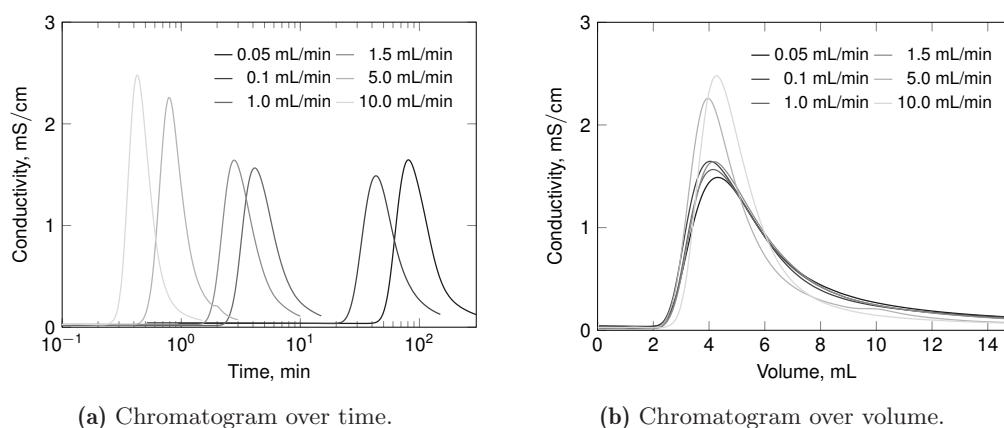 3
2
1
0
Conductivity, mS/cm
0.05 mL/min 1.5 mL/min
0.1 mL/min 5.0 mL/min
1.0 mL/min 10.0 mL/min
10⁻¹ 10⁰ 10¹ 10²
Time, min
(a) Chromatogram over time.
3
2
1
0
Conductivity, mS/cm
0.05 mL/min 1.5 mL/min
0.1 mL/min 5.0 mL/min
1.0 mL/min 10.0 mL/min
0 2 4 6 8 10 12 14
Volume, mL
(b) Chromatogram over volume.